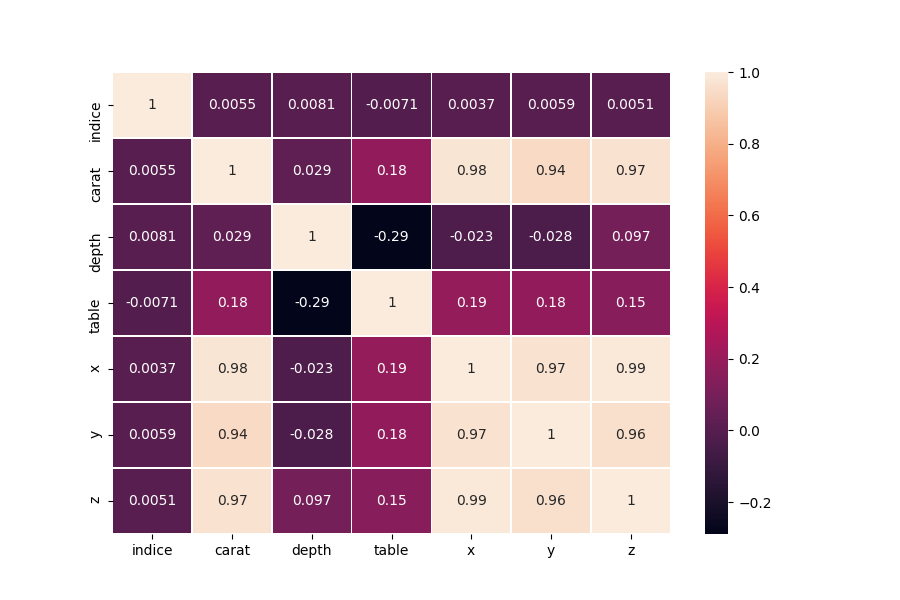 1.0
indice 1 0.0055 0.0081 -0.0071 0.0037 0.0059 0.0051
0.8
carat 0.0055 1 0.029 0.18 0.98 0.94 0.97
0.6
depth 0.0081 0.029 1 -0.29 -0.023 -0.028 0.097
0.4
table -0.0071 0.18 -0.29 1 0.19 0.18 0.15
0.2
x 0.0037 0.98 -0.023 0.19 1 0.97 0.99
0.0
y 0.0059 0.94 -0.028 0.18 0.97 1 0.96
z 0.0051 0.97 0.097 0.15 0.99 0.96 1
−0.2
indice carat depth table x y z